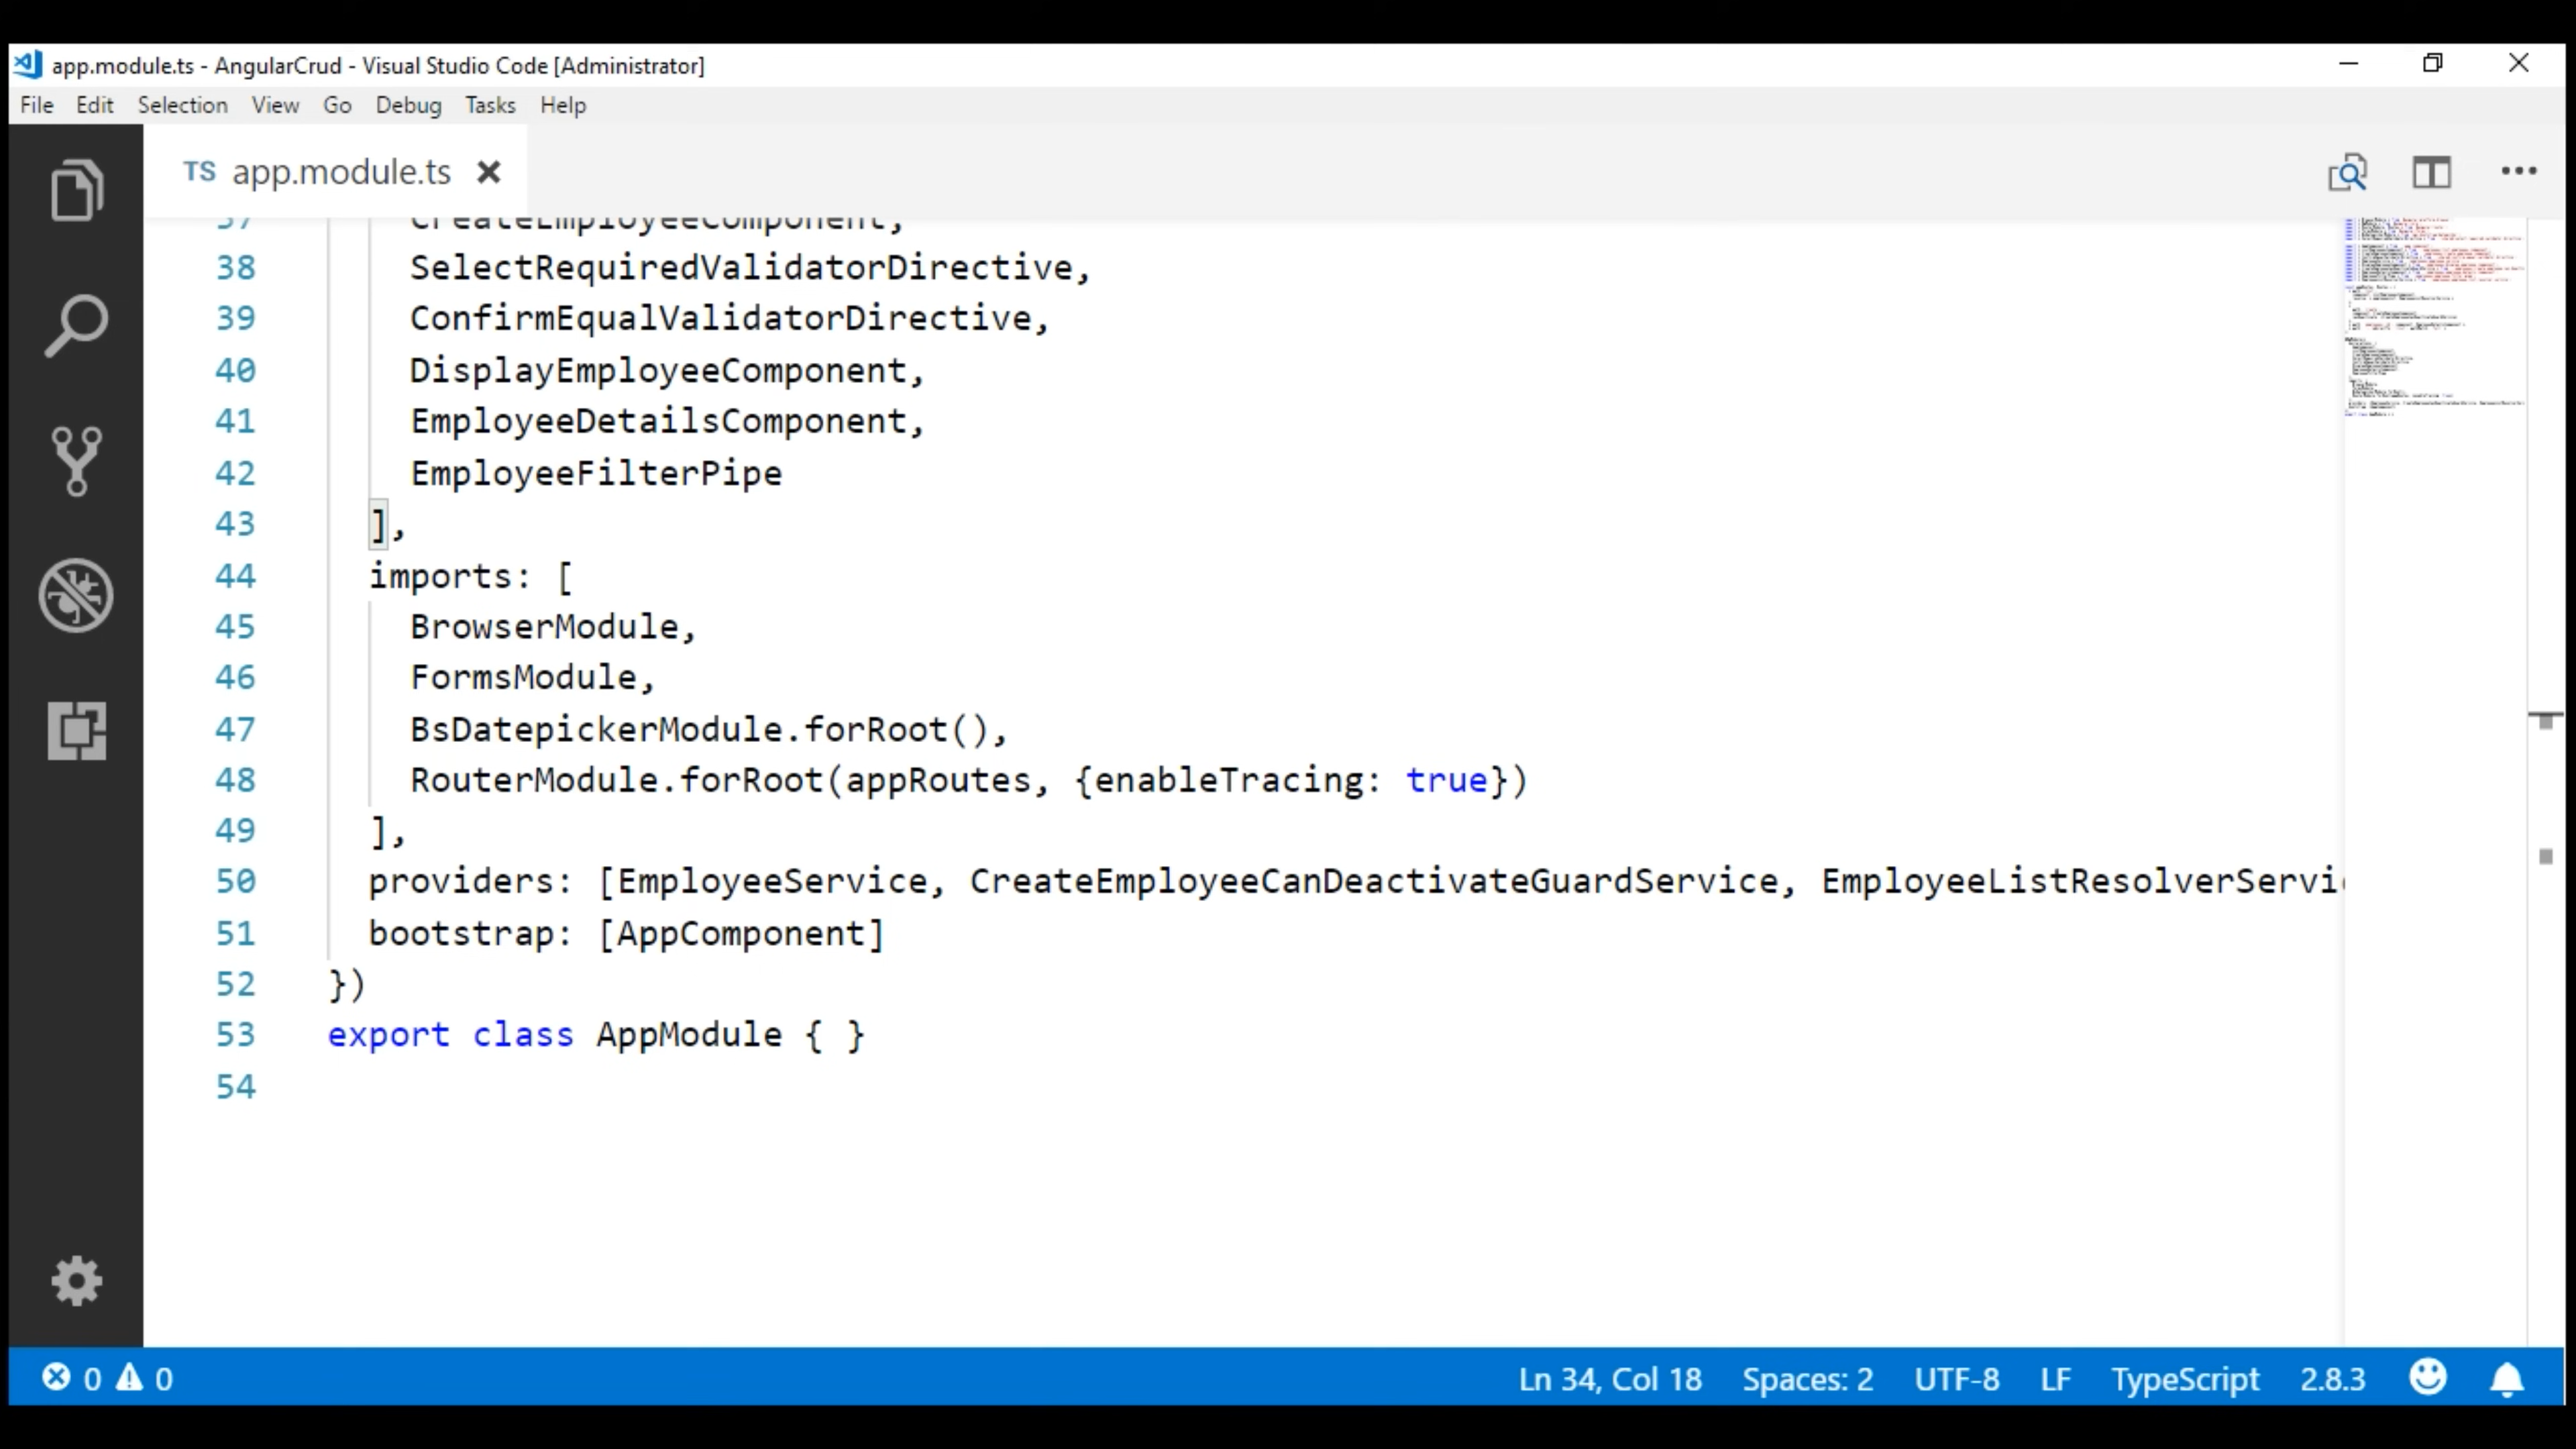 app.module.ts - AngularCrud - Visual Studio Code [Administrator]
File Edit Selection View Go Debug Tasks Help
TS app.module.ts
37 CreateEmployeeComponent,
38 SelectRequiredValidatorDirective,
39 ConfirmEqualValidatorDirective,
40 DisplayEmployeeComponent,
41 EmployeeDetailsComponent,
42 EmployeeFilterPipe
43 ],
44 imports: [
45 BrowserModule,
46 FormsModule,
47 BsDatepickerModule.forRoot(),
48 RouterModule.forRoot(appRoutes, {enableTracing: true})
49 ],
50 providers: [EmployeeService, CreateEmployeeCanDeactivateGuardService, EmployeeListResolverServi
51 bootstrap: [AppComponent]
52 })
53 export class AppModule { }
54
0 0 Ln 34, Col 18 Spaces: 2 UTF-8 LF TypeScript 2.8.3